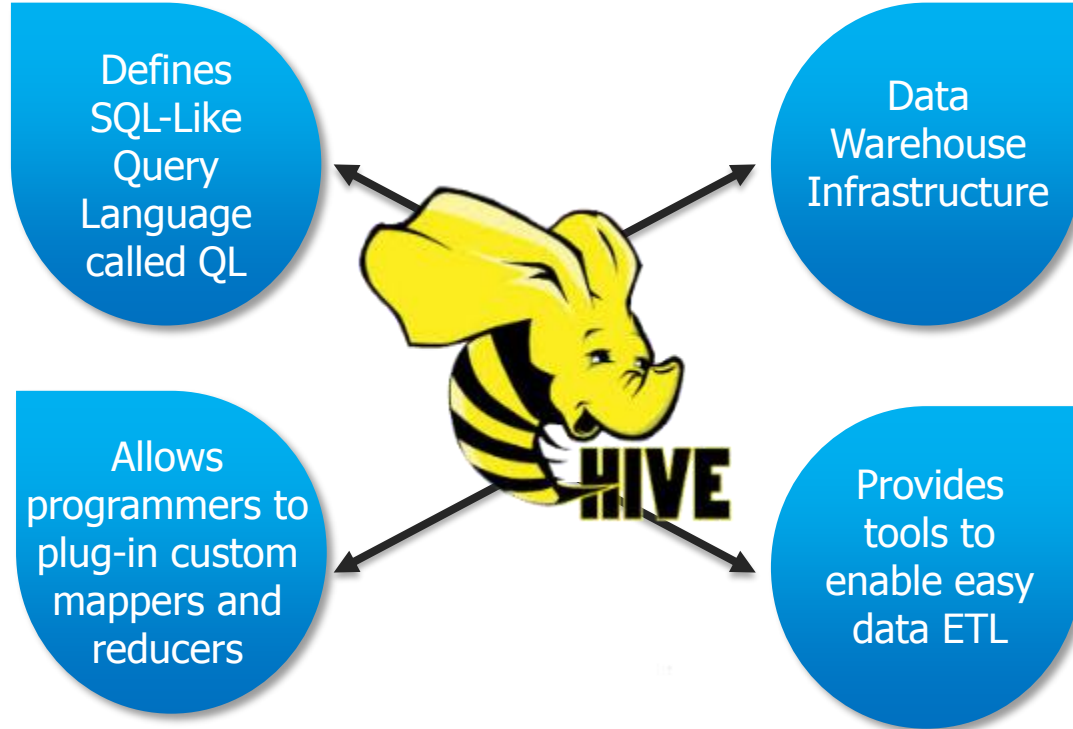 Defines
SQL-Like
Query
Language
called QL
Data
Warehouse
Infrastructure
HIVE
Allows
programmers to
plug-in custom
mappers and
reducers
Provides
tools to
enable easy
data ETL